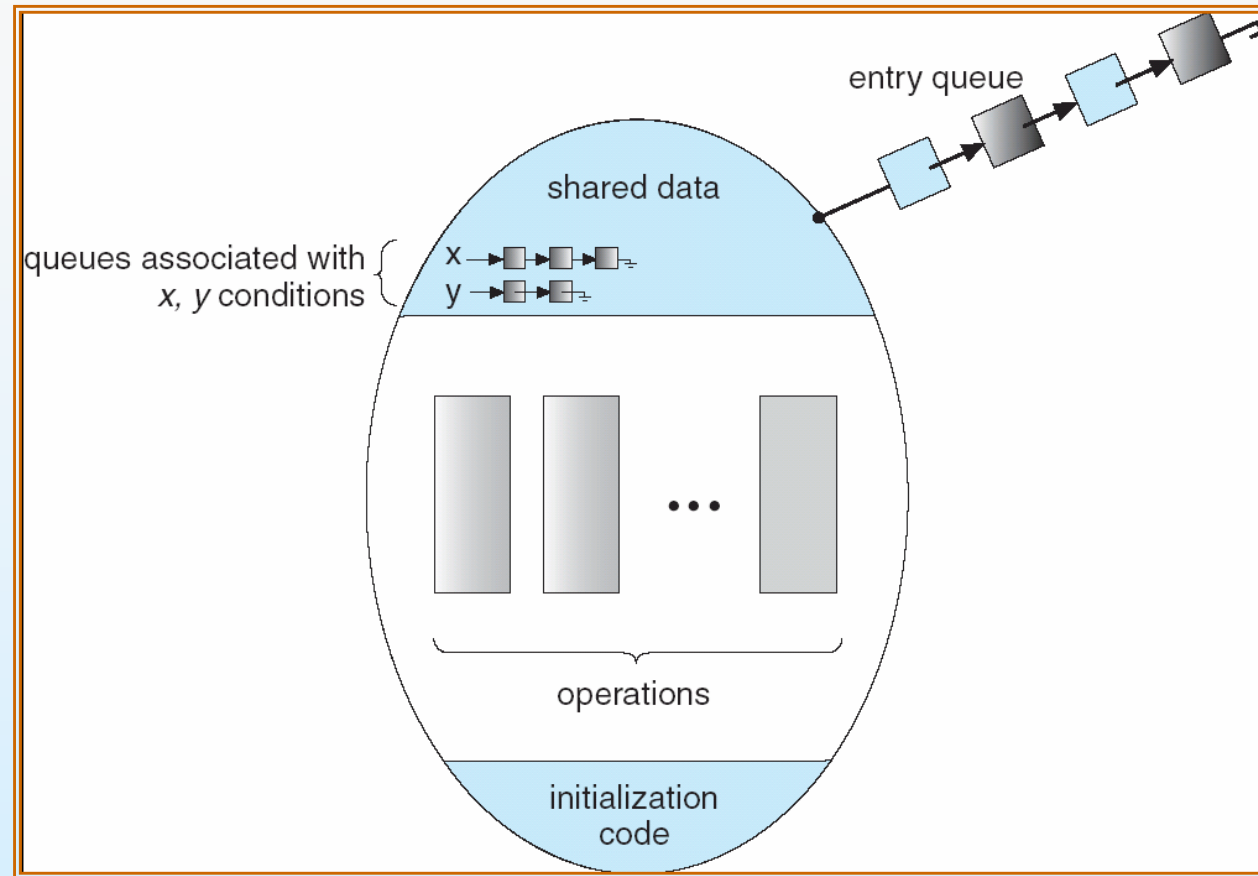 entry queue
shared data
queues associated with
x, y conditions
x
y
operations
initialization
code